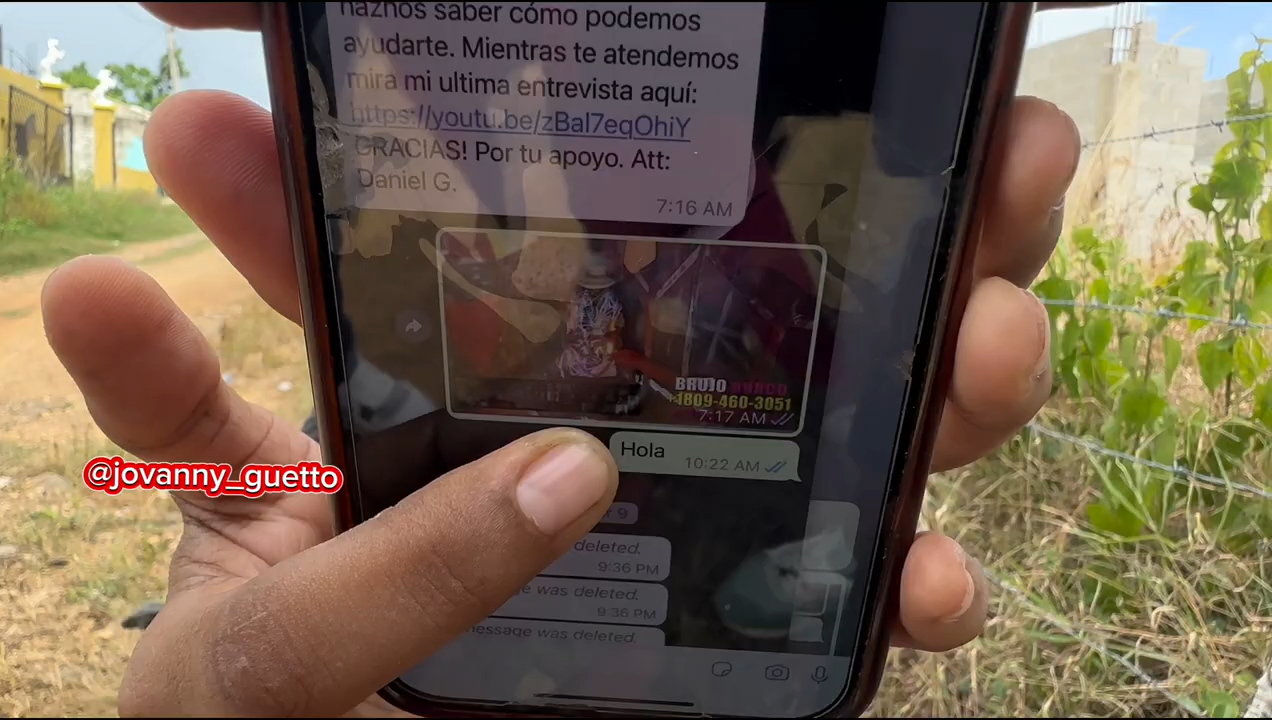 haznos saber cómo podemos
ayudarte. Mientras te atendemos
mira mi ultima entrevista aquí:
https://youtu.be/zBal7eqOhiY
GRACIAS! Por tu apoyo. Att:
Daniel G.
7:16 AM
BRUJO
+1809-460-3051
7:17 AM
Hola
10:22 AM
@jovanny_guetto
9
deleted.
9:36 PM
was deleted.
9:36 PM
message was deleted.